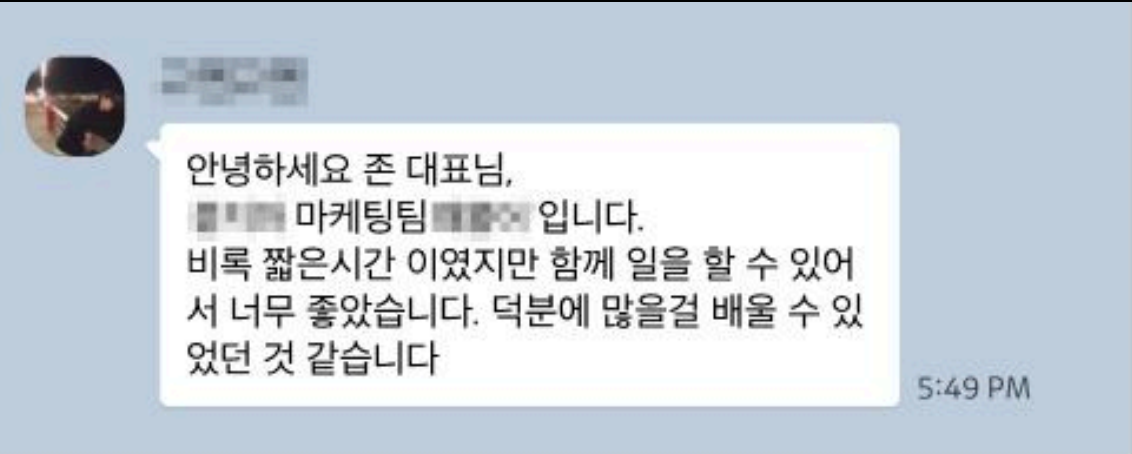 안녕하세요 존 대표님,
마케팅팀 입니다.
비록 짧은시간 이였지만 함께 일을 할 수 있어
서 너무 좋았습니다. 덕분에 많을걸 배울 수 있
었던 것 같습니다
5:49 PM